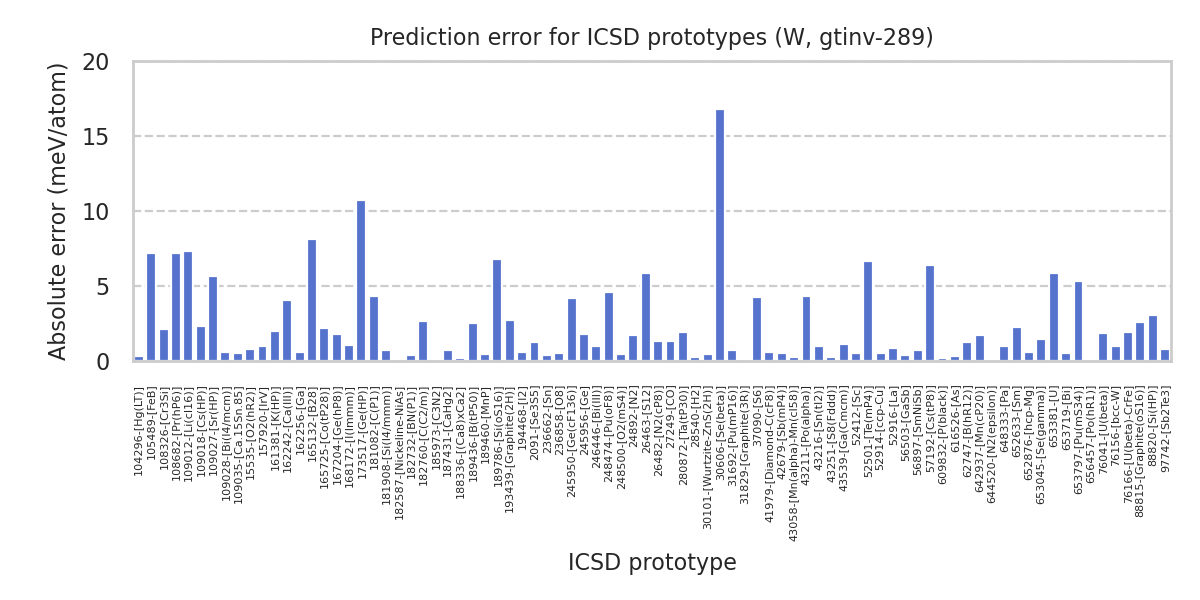 Prediction error for ICSD prototypes (W, gtinv-289)
Absolute error (meV/atom)
20
15
10
5
0
104296-[Hg(LT)]
105489-[FeB]
108326-[Cr3Si]
108682-[Pr(hP6)]
109012-[Li(cI16)]
109018-[Cs(HP)]
109027-[Sr(HP)]
109028-[Bi(I4/mcm)]
109035-[Ca.15Sn.85]
15535-[O2(hR2)]
157920-[IrV]
161381-[K(HP)]
162242-[Ca(III)]
162256-[Ga]
165132-[B28]
165725-[Co(tP28)]
167204-[Ge(hP8)]
168172-[I(Immm)]
173517-[Ge(HP)]
181082-[C(P1)]
181908-[Si(I4/mmm)]
182587-[Nickeline-NiAs]
182732-[BN(P1)]
182760-[C(C2/m)]
185973-[C3N2]
187431-[CaHg2]
188336-[(Ca8)xCa2]
189436-[B(tP50)]
189460-[MnP]
189786-[Si(oS16)]
193439-[Graphite(2H)]
194468-[I2]
2091-[Se3S5]
236662-[Sn]
236858-[O8]
245950-[Ge(cF136)]
245956-[Ge]
246446-[Bi(III)]
248474-[Pu(oF8)]
248500-[O2(mS4)]
24892-[N2]
26463-[S12]
26482-[N2(cP8)]
27249-[CO]
280872-[Ta(tP30)]
28540-[H2]
30101-[Wurtzite-ZnS(2H)]
30606-[Se(beta)]
31692-[Pu(mP16)]
31829-[Graphite(3R)]
37090-[S6]
41979-[Diamond-C(cF8)]
42679-[Sb(mP4)]
43058-[Mn(alpha)-Mn(cI58)]
43211-[Po(alpha)]
43216-[Sn(tI2)]
43251-[S8(Fddd)]
43539-[Ga(Cmcm)]
52412-[Sc]
52501-[Te(mP4)]
52914-[ccp-Cu]
52916-[La]
56503-[GaSb]
56897-[SmNiSb]
57192-[Cs(tP8)]
609832-[P(black)]
616526-[As]
62747-[B(hR12)]
642937-[Mn(cP20)]
644520-[N2(epsilon)]
648333-[Pa]
652633-[Sm]
652876-[hcp-Mg]
653045-[Se(gamma)]
653381-[U]
653719-[Bi]
653797-[Pu(mP16)]
656457-[Po(hR1)]
76041-[U(beta)]
76156-[bcc-W]
76166-[U(beta)-CrFe]
88815-[Graphite(oS16)]
88820-[Si(HP)]
97742-[Sb2Te3]
ICSD prototype